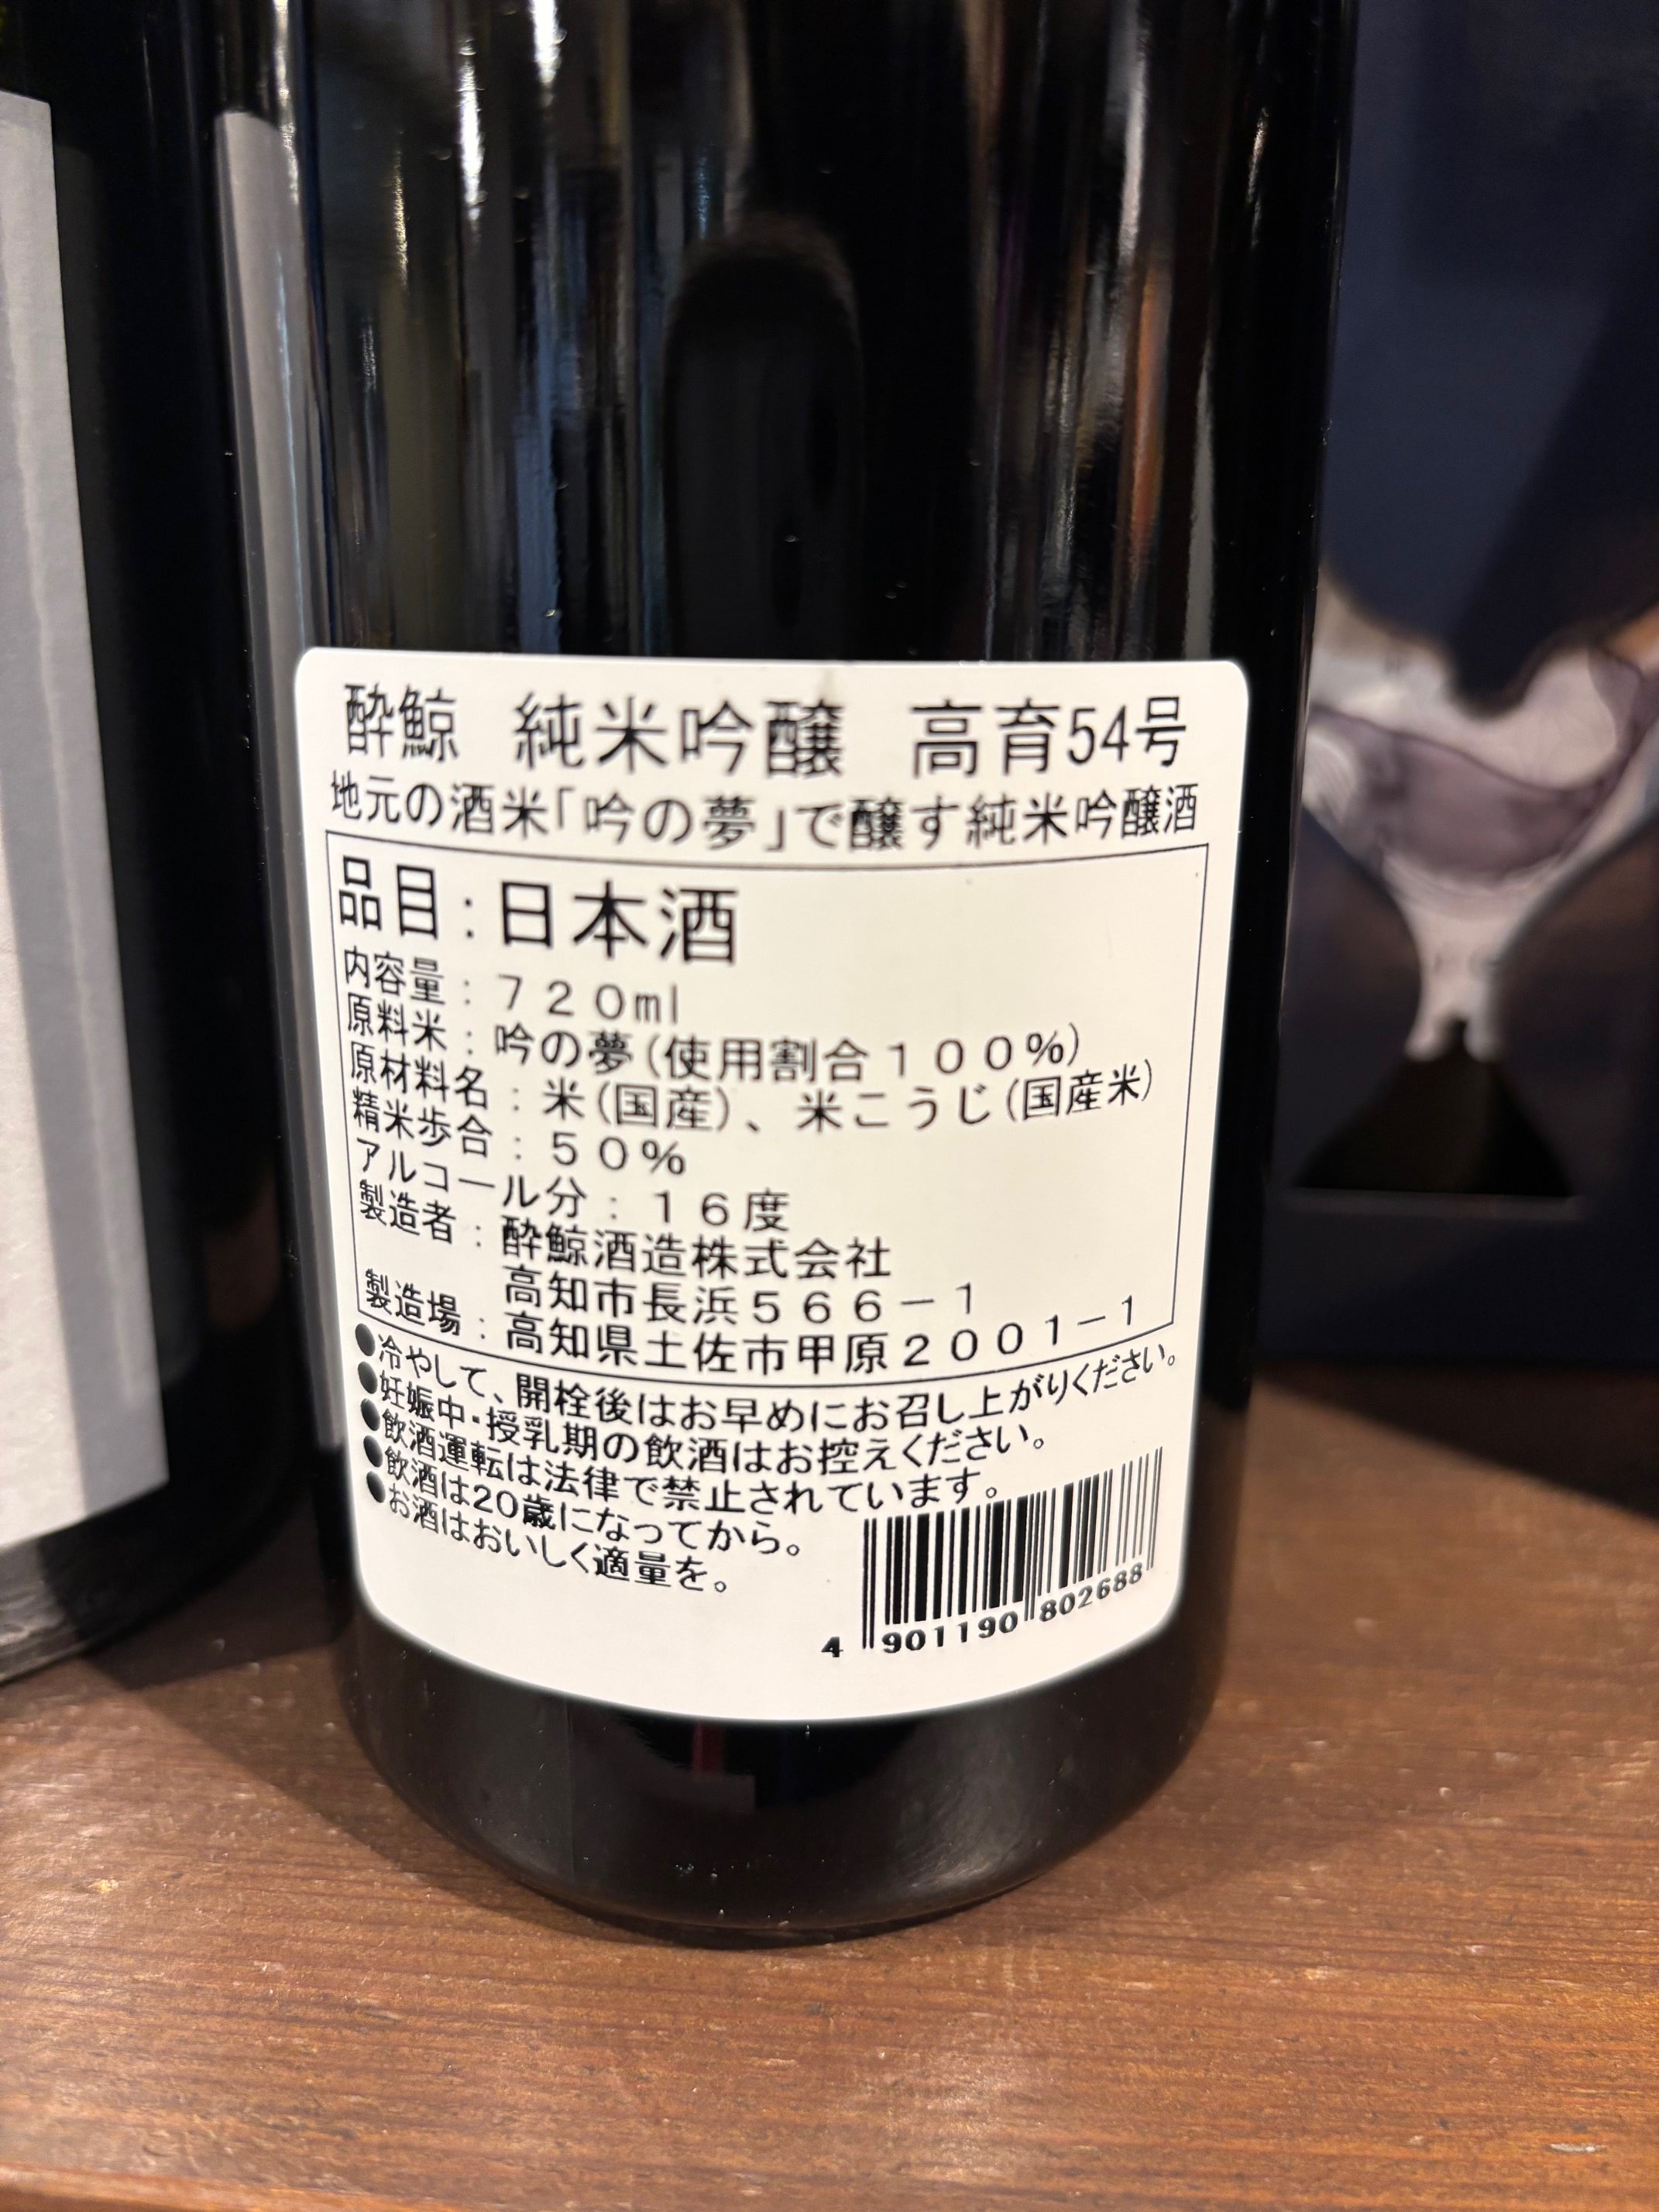 酔鯨　純米吟醸　高育54号
地元の酒米「吟の夢」で醸す純米吟醸酒
品目：日本酒
内容量：７２０ml
原料米：吟の夢(使用割合１００%)
原材料名：米(国産)、米こうじ(国産米)
精米歩合：５０%
アルコール分：１６度
製造者：酔鯨酒造株式会社
高知市長浜５６６－１
製造場：高知県土佐市甲原２００１－１
●冷やして、開栓後はお早めにお召し上がりください。
●妊娠中・授乳期の飲酒はお控えください。
●飲酒運転は法律で禁止されています。
●飲酒は20歳になってから。
●お酒はおいしく適量を。
4 901190 802688